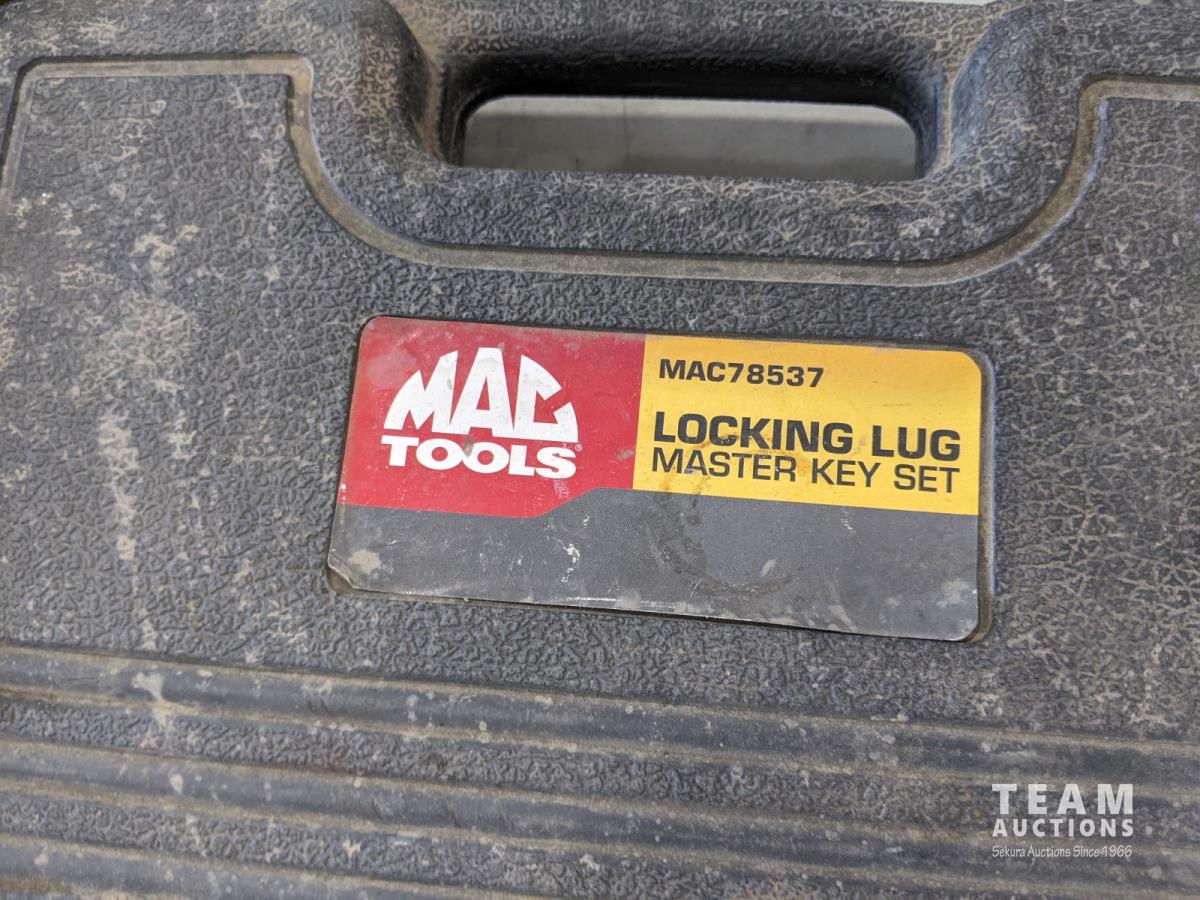 MAC
TOOLS®
MAC78537
LOCKING LUG
MASTER KEY SET
TEAM
AUCTIONS
Sekura Auctions Since 1966